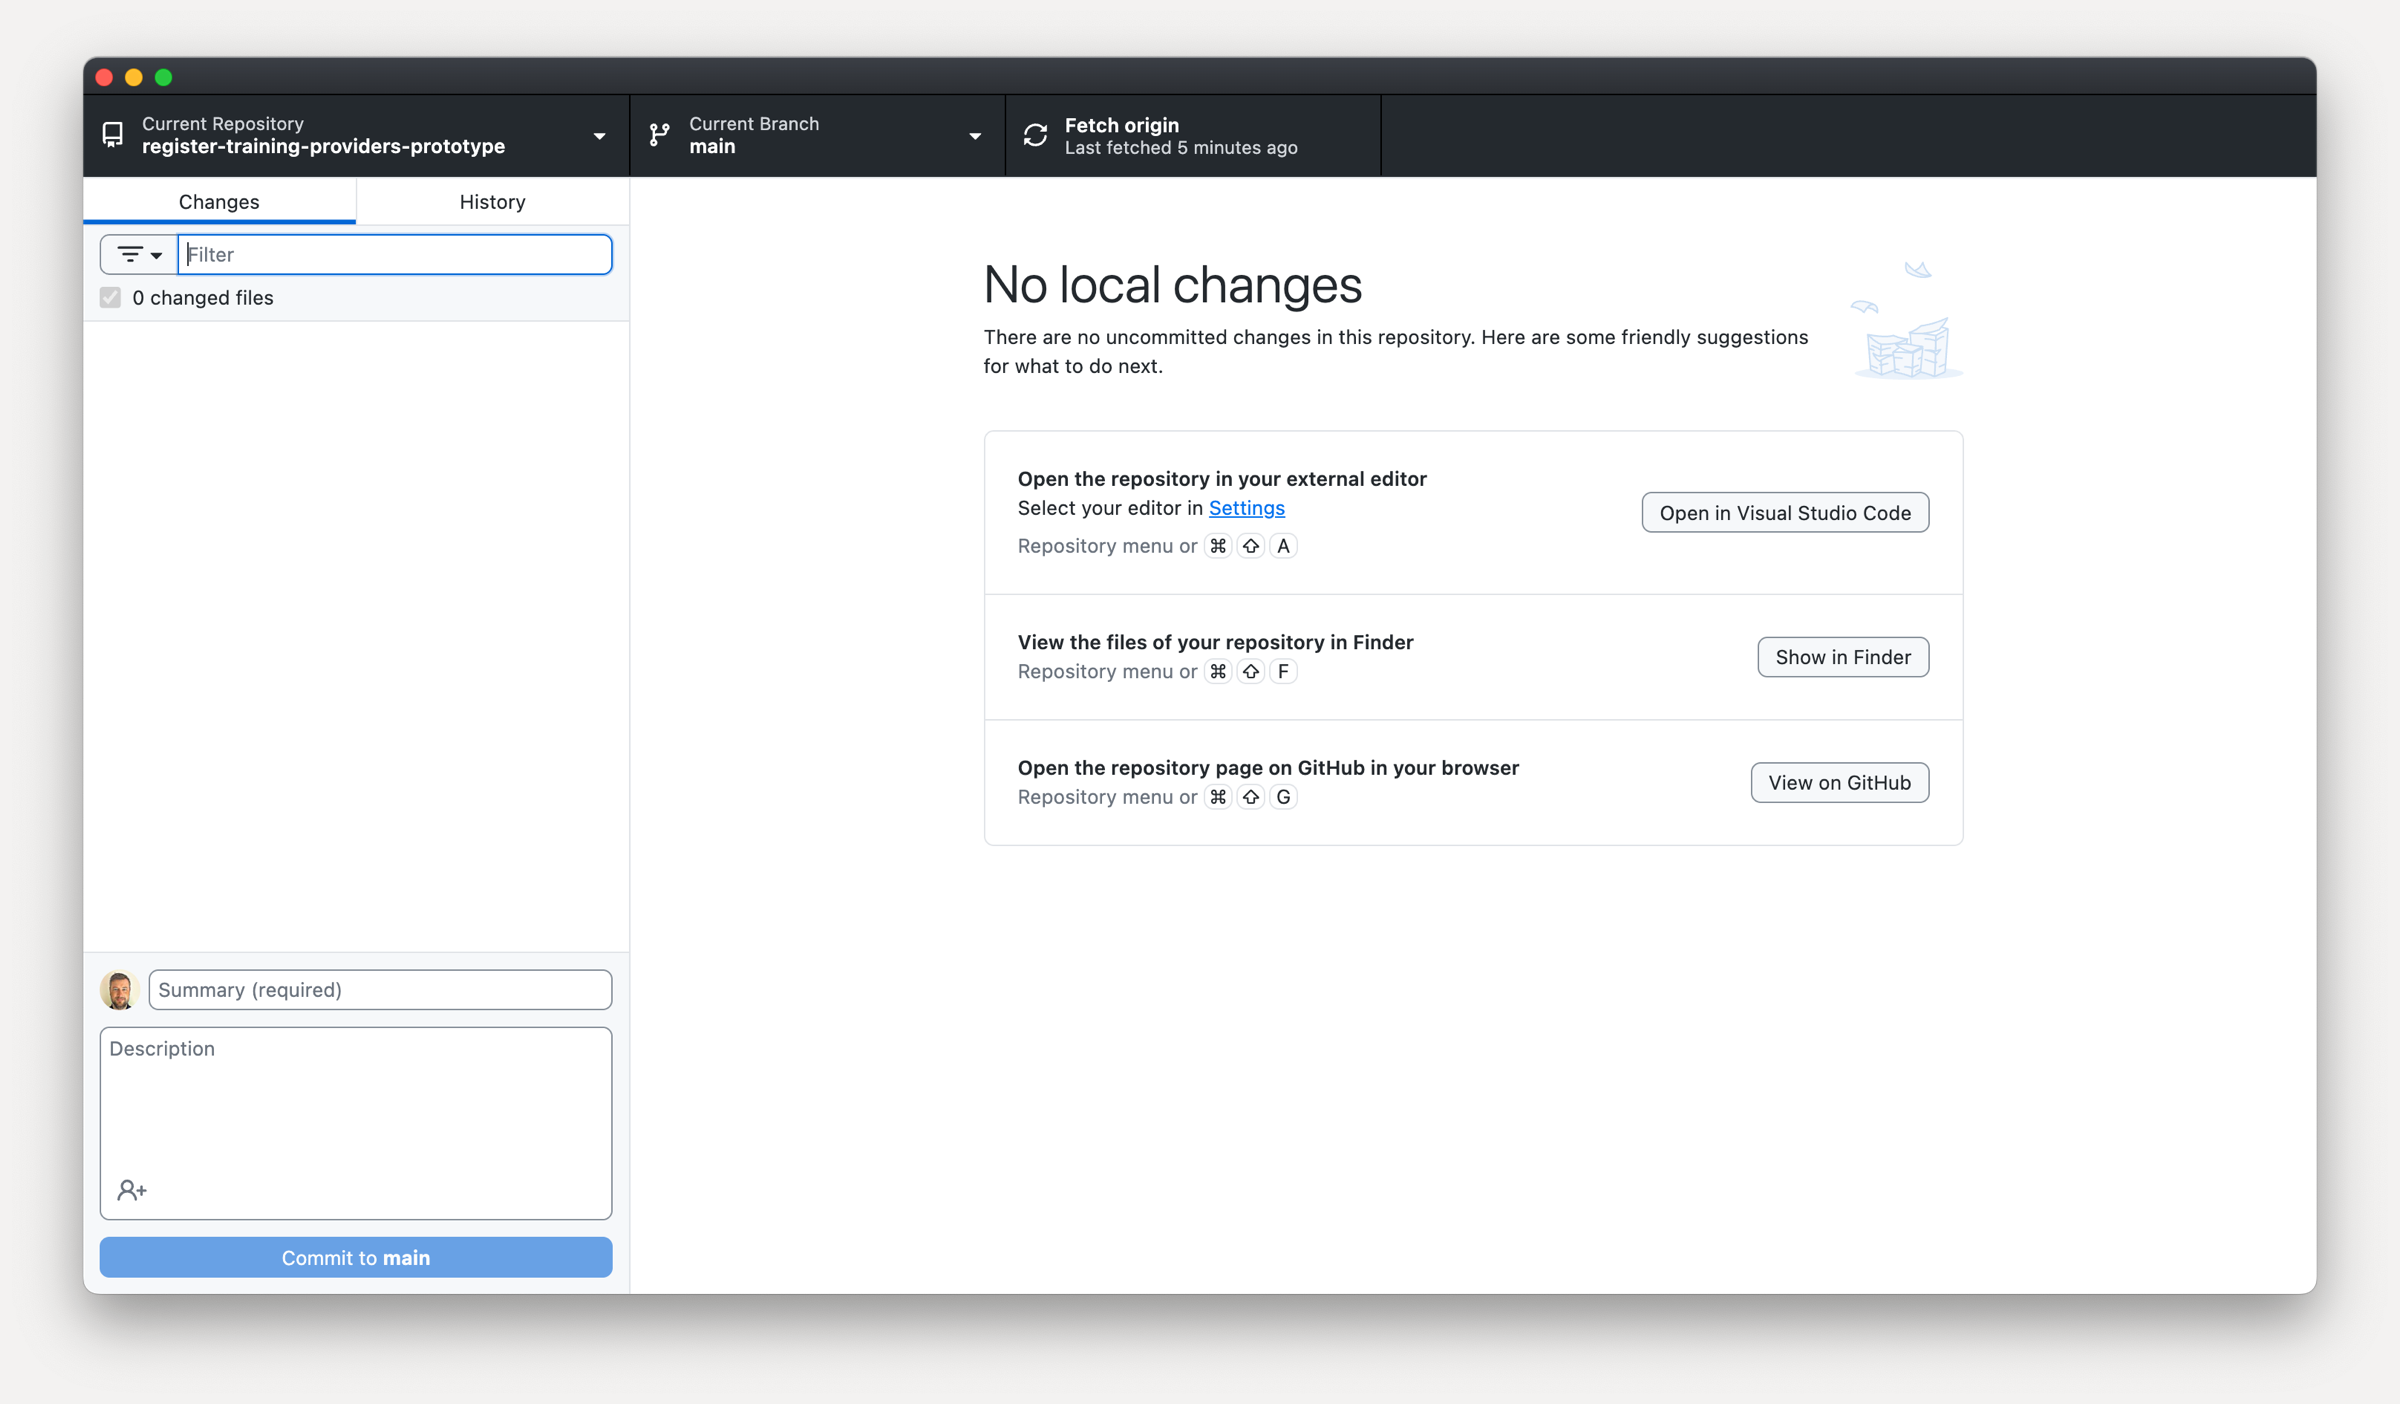 Current Repository
register-training-providers-prototype
Current Branch
main
Fetch origin
Last fetched 5 minutes ago
Changes
History
Filter
0 changed files
No local changes
There are no uncommitted changes in this repository. Here are some friendly suggestions
for what to do next.
Open the repository in your external editor
Select your editor in Settings
Repository menu or ⌘ ⇧ A
Open in Visual Studio Code
View the files of your repository in Finder
Repository menu or ⌘ ⇧ F
Show in Finder
Open the repository page on GitHub in your browser
Repository menu or ⌘ ⇧ G
View on GitHub
Summary (required)
Description
Commit to main